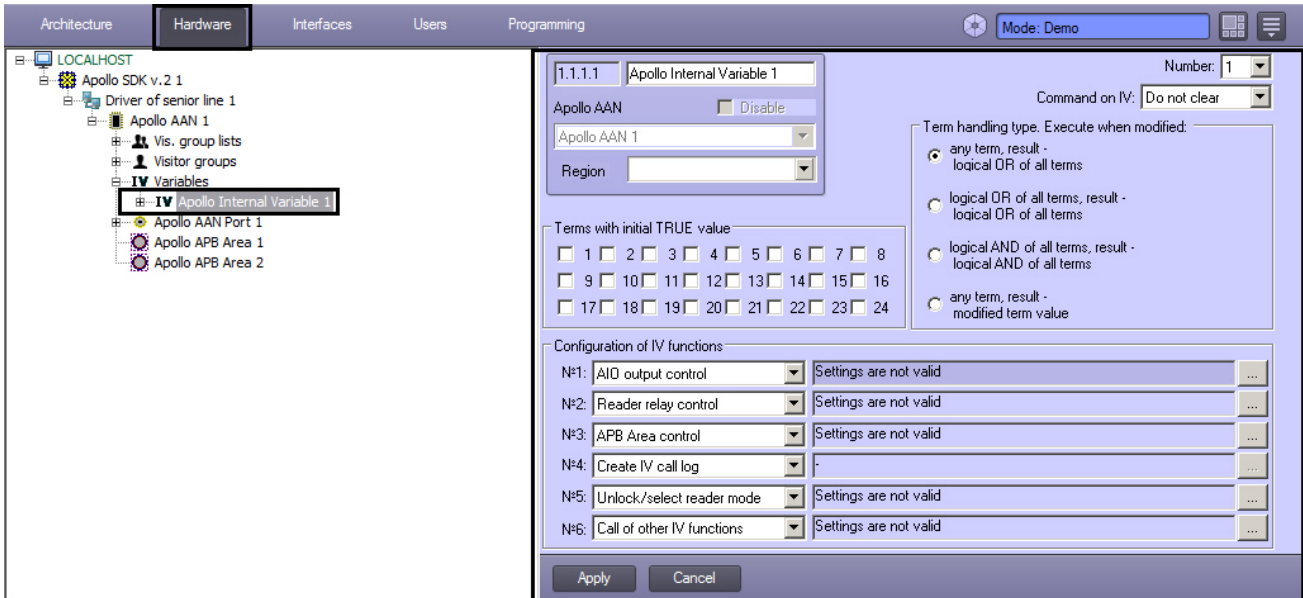 Architecture Hardware Interfaces Users Programming Mode: Demo
LOCALHOST
Apollo SDK v.2 1
Driver of senior line 1
Apollo AAN 1
Vis. group lists
Visitor groups
IV Variables
IV Apollo Internal Variable 1
Apollo AAN Port 1
Apollo APB Area 1
Apollo APB Area 2
1.1.1.1 Apollo Internal Variable 1
Apollo AAN Disable
Apollo AAN 1
Region
Number: 1
Command on IV: Do not clear
Term handling type. Execute when modified:
any term, result -
logical OR of all terms
logical OR of all terms, result -
logical OR of all terms
logical AND of all terms, result -
logical AND of all terms
any term, result -
modified term value
Terms with initial TRUE value
1 2 3 4 5 6 7 8
9 10 11 12 13 14 15 16
17 18 19 20 21 22 23 24
Configuration of IV functions
Nº1: AIO output control Settings are not valid ...
Nº2: Reader relay control Settings are not valid ...
Nº3: APB Area control Settings are not valid ...
Nº4: Create IV call log - ...
Nº5: Unlock/select reader mode Settings are not valid ...
Nº6: Call of other IV functions Settings are not valid ...
Apply Cancel